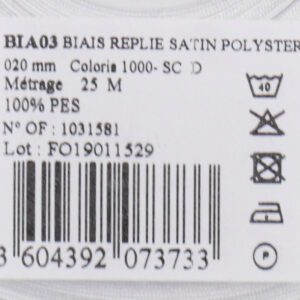 BIA03 BIAIS REPLIE SATIN POLYSTER
020 mm Coloris 1000- SC D
Métrage 25 M
100% PES
N° OF : 1031581
Lot : FO19011529
40
P
3 604392 073733